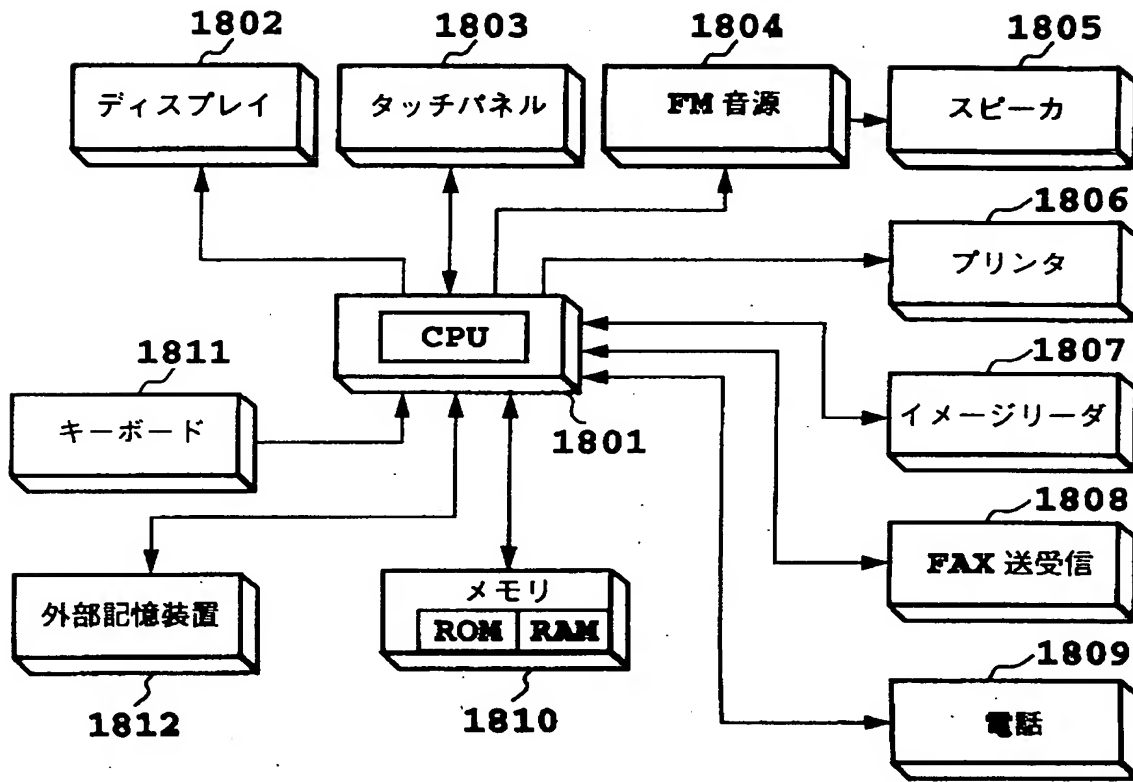 1802
1803
1804
1805
ディスプレイ
タッチパネル
FM 音源
スピーカ
1806
プリンタ
CPU
1801
1811
キーボード
1807
イメージリーダ
1808
FAX 送受信
外部記憶装置
1812
メモリ
ROM RAM
1810
1809
電話